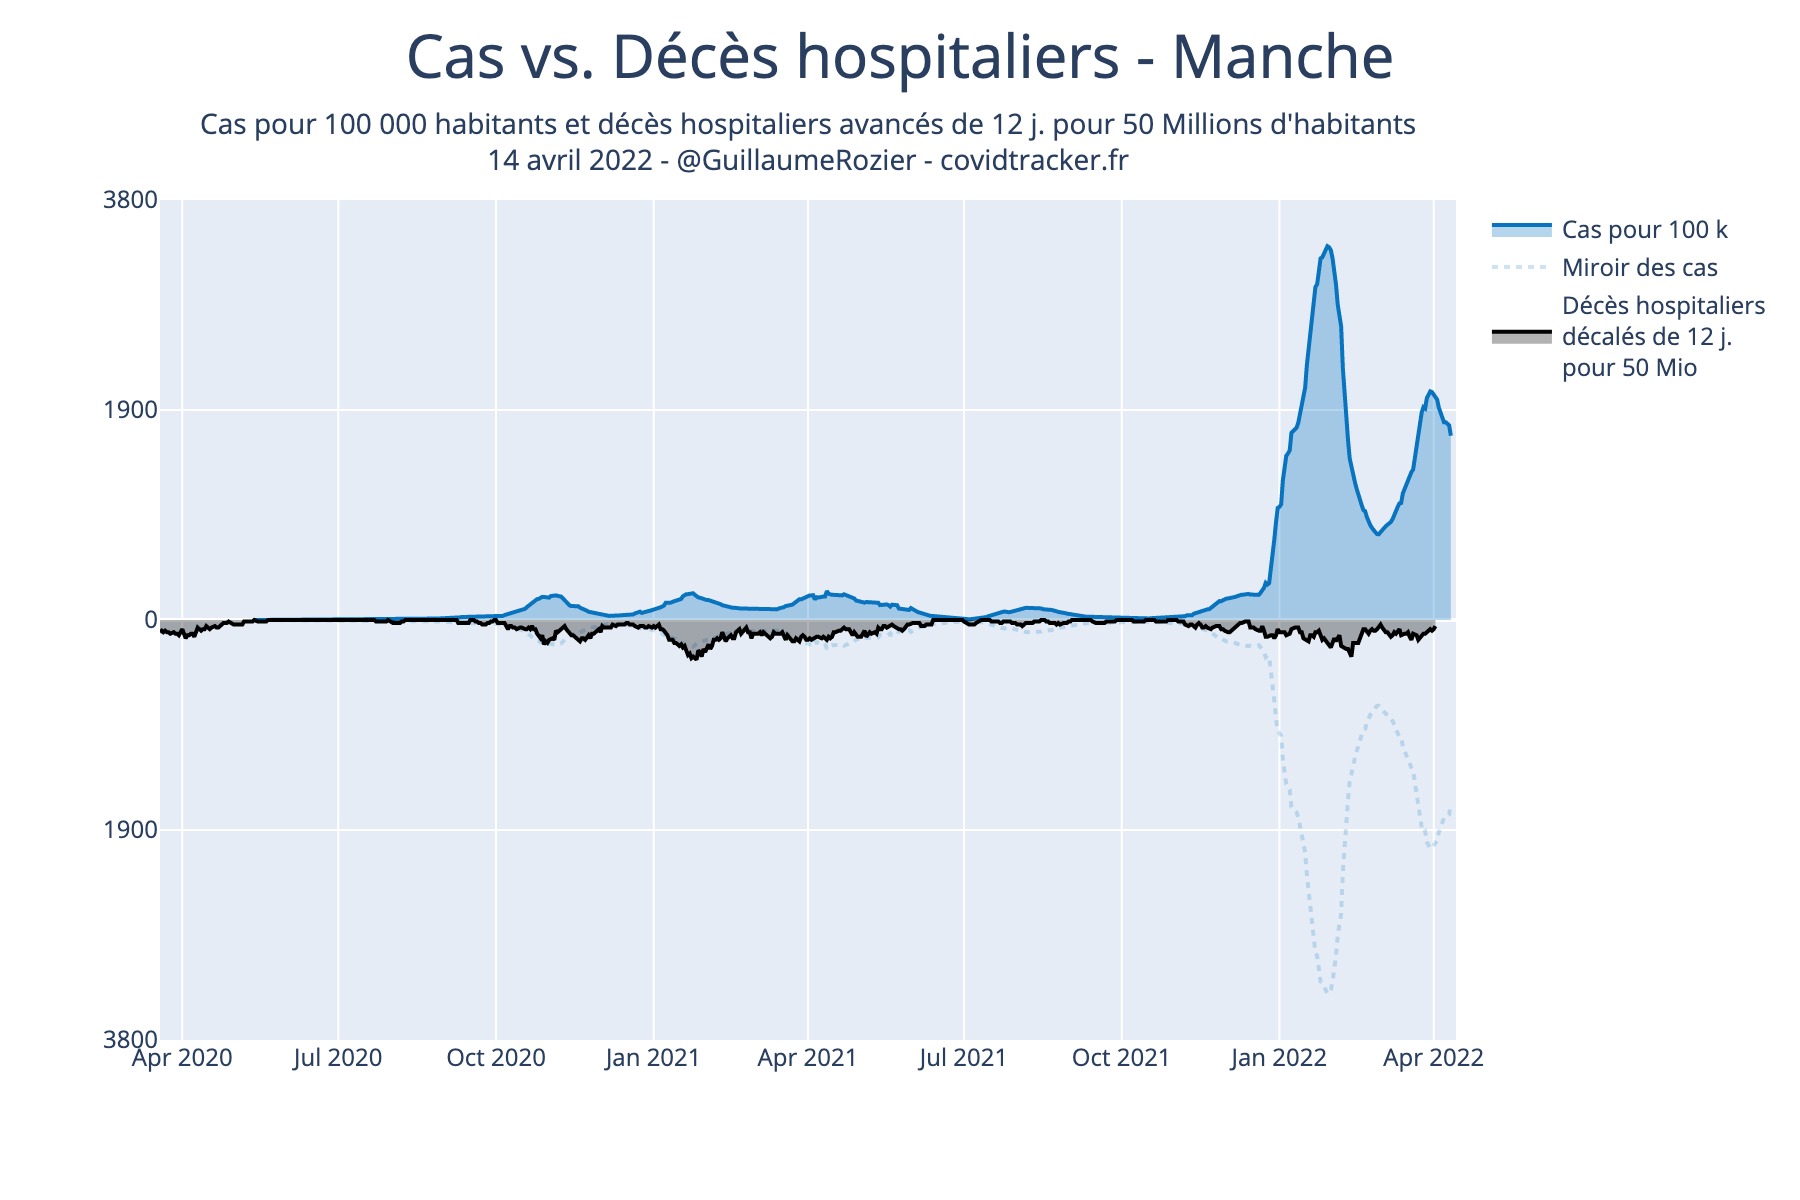 Cas vs. Décès hospitaliers - Manche
Cas pour 100 000 habitants et décès hospitaliers avancés de 12 j. pour 50 Millions d'habitants
14 avril 2022 - @GuillaumeRozier - covidtracker.fr
3800
1900
0
1900
3800
Apr 2020
Jul 2020
Oct 2020
Jan 2021
Apr 2021
Jul 2021
Oct 2021
Jan 2022
Apr 2022
Cas pour 100 k
Miroir des cas
Décès hospitaliers
décalés de 12 j.
pour 50 Mio